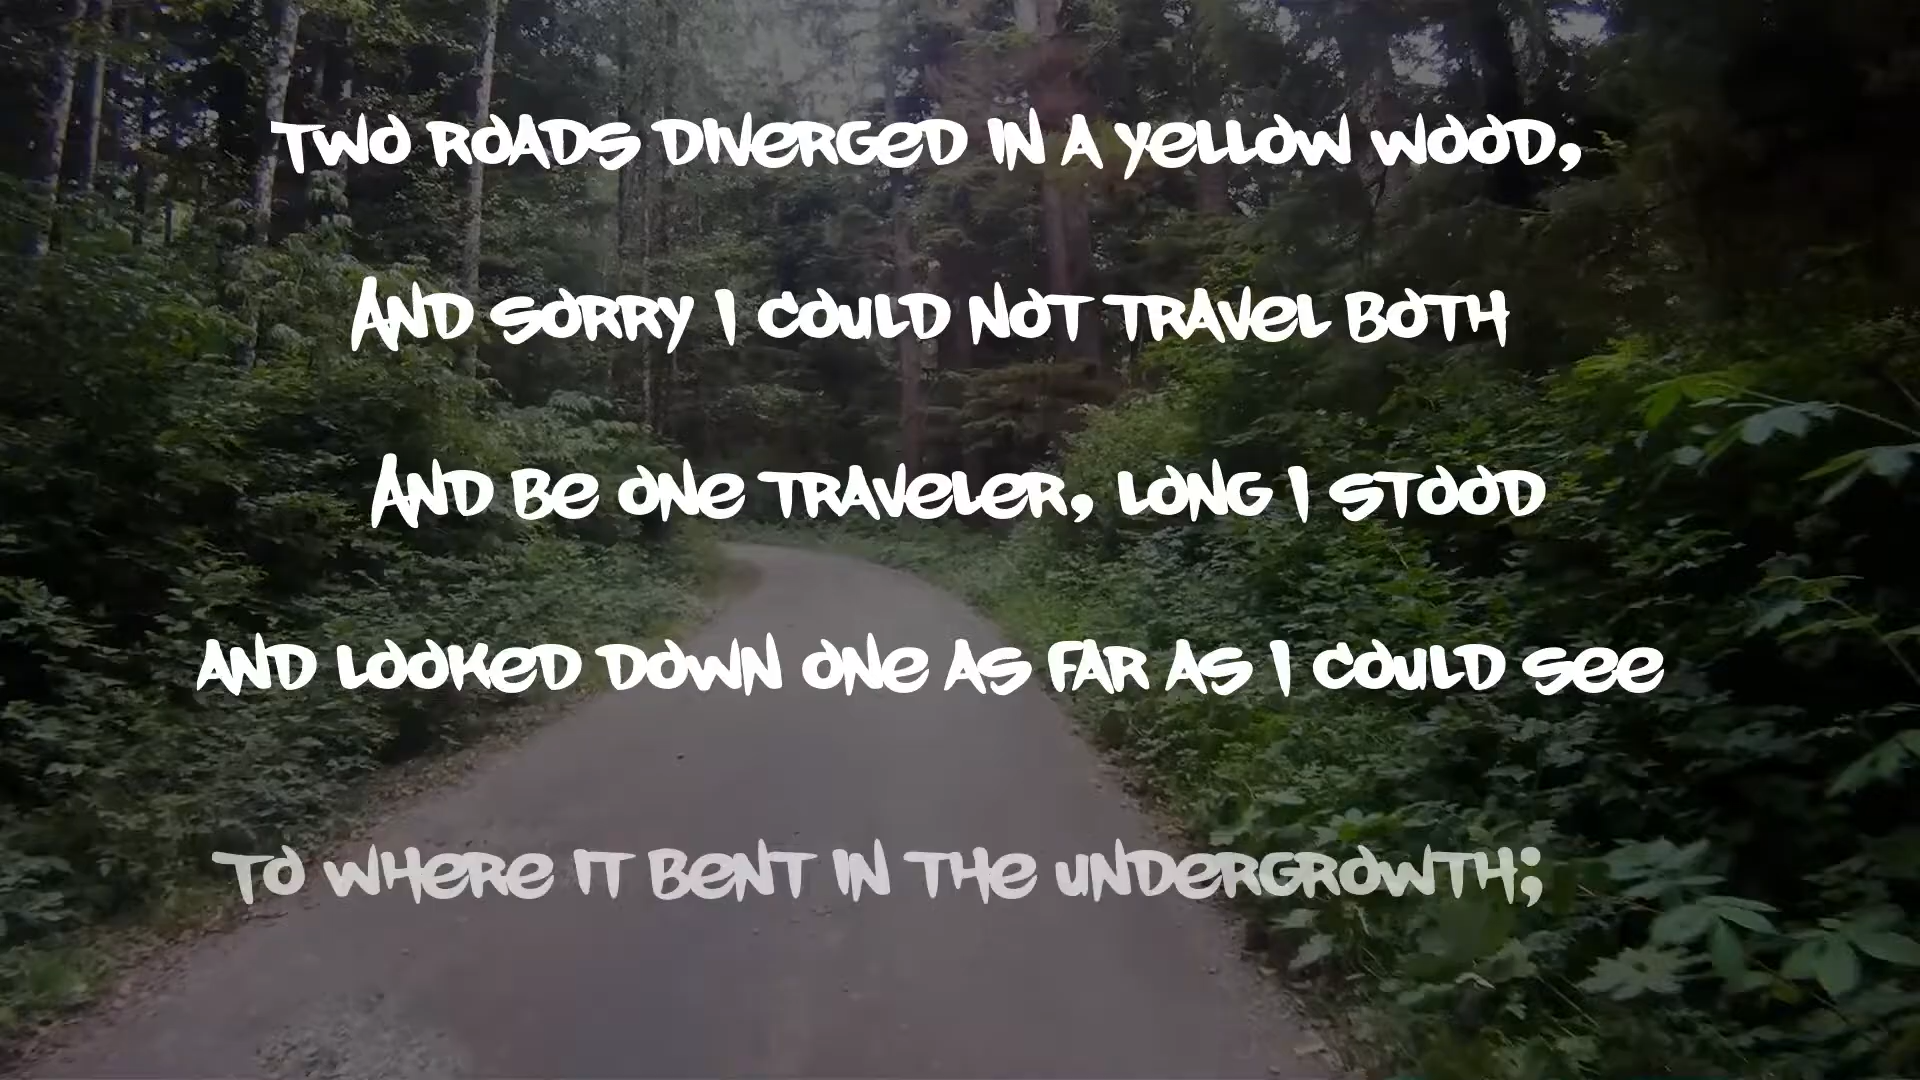 Two roads diverged in a yellow wood,
And sorry I could not travel both
And be one traveler, long I stood
and looked down one as far as I could see
to where it bent in the undergrowth;